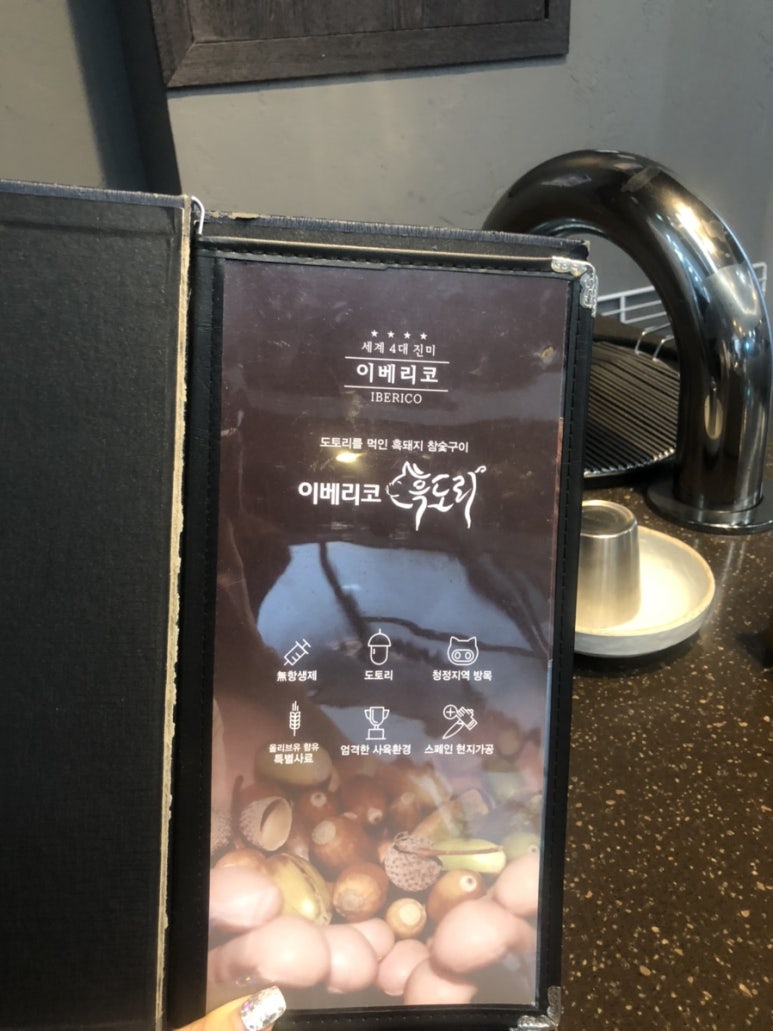 세계 4대 진미
이베리코
IBERICO
도토리를 먹인 흑돼지 참숯구이
이베리코 흑도리
無항생제
도토리
청정지역 방목
올리브유 함유
특별사료
엄격한 사육환경
스페인 현지가공